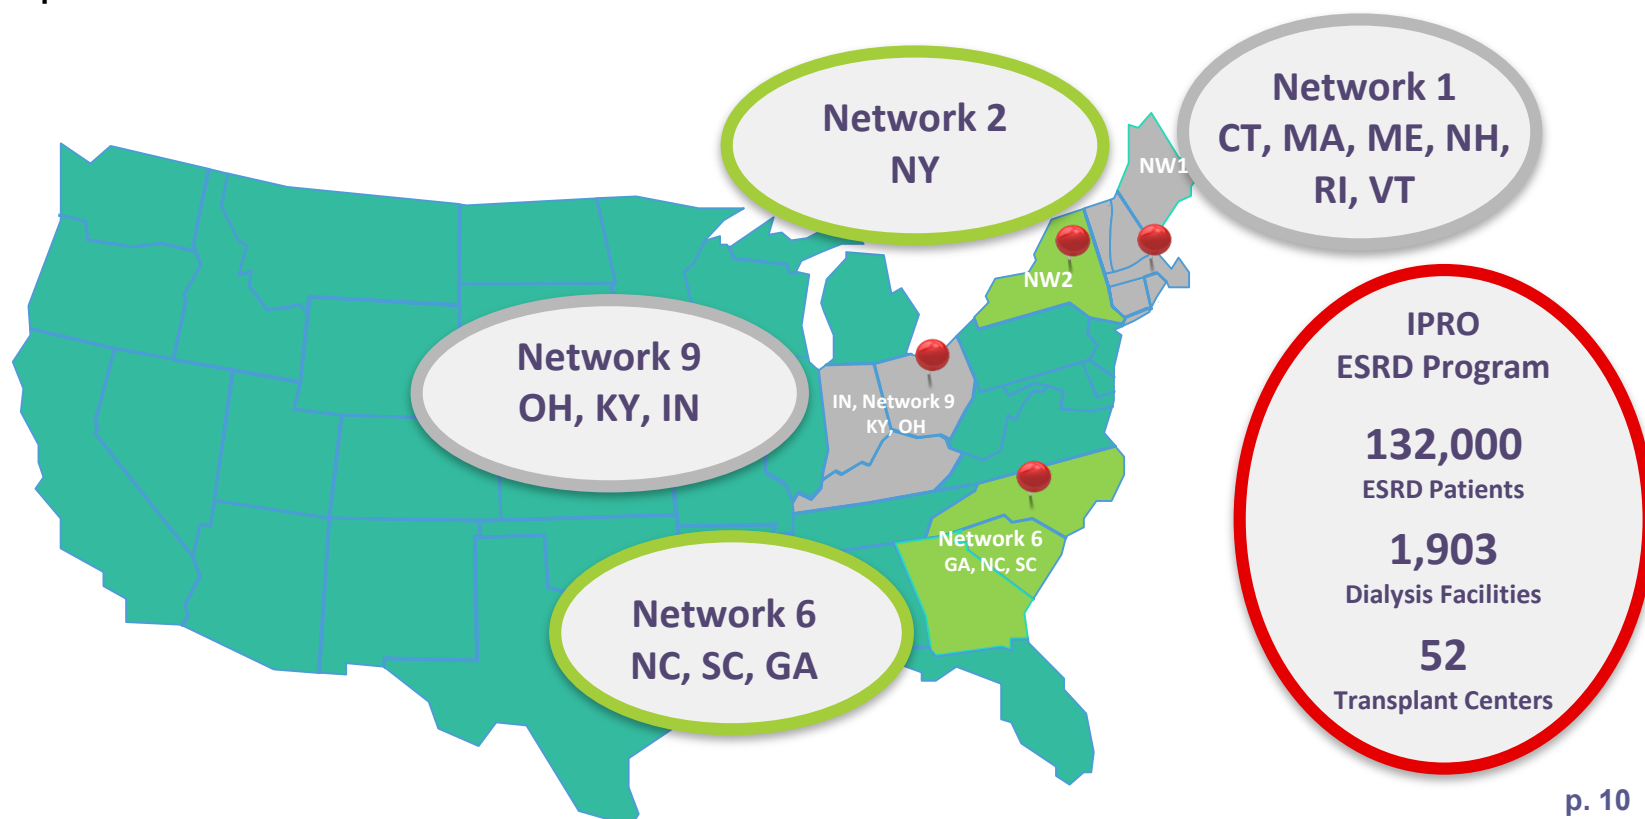 Network 2
NY
Network 1
CT, MA, ME, NH,
RI, VT
NW1
NW2
Network 9
OH, KY, IN
IN, Network 9
KY, OH
Network 6
GA, NC, SC
Network 6
NC, SC, GA
IPRO
ESRD Program
132,000
ESRD Patients
1,903
Dialysis Facilities
52
Transplant Centers
p. 10